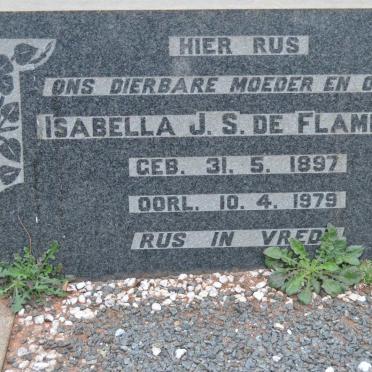 HIER RUS
ONS DIERBARE MOEDER EN
ISABELLA J. S. DE
GEB. 31. 5. 1897
OORL. 10. 4. 1979
RUS IN VREDE